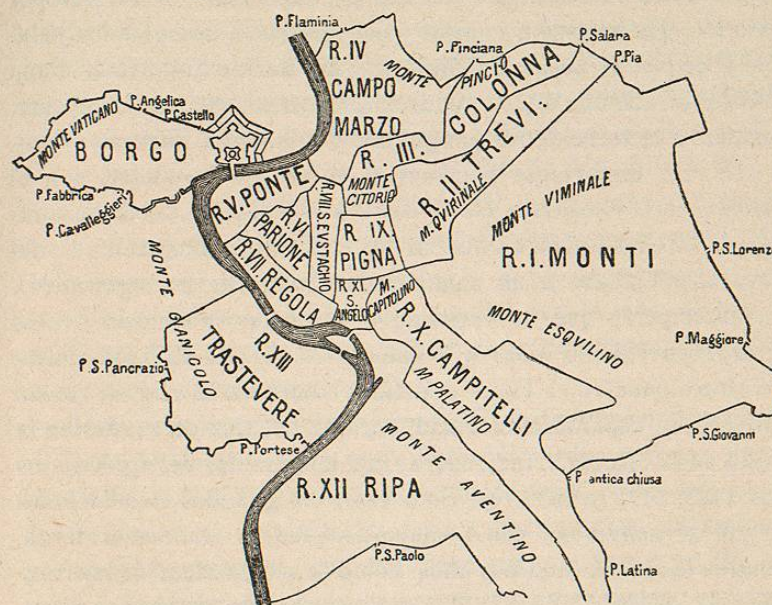 P. Flaminia
R. IV
CAMPO
MARZO
MONTE
PINCIO
P. Pinciana
P. Salara
P. Pia
COLONNA
R. III.
R. II TREVI:
M. QVIRINALE
MONTE
CITORIO
MONTE VATICANO
P. Angelica
P. Castello
BORGO
P. Fabbrica
P. Cavalleggieri
R. V. PONTE
R. VI
PARIONE
R. VII. REGOLA
R. VIII. S. EVSTACHIO
R IX.
PIGNA
R XI.
S.
ANGELO
M.
CAPITOLINO
MONTE VIMINALE
R. I. MONTI
P. S. Lorenz
MONTE ESQVILINO
P. Maggiore
R. X. CAMPITELLI
M PALATINO
MONTE GIANIGOLO
P. S. Pancrazio
R. XIII
TRASTEVERE
P. Portese
P. S. Giovanni
P antica chiusa
MONTE AVENTINO
R. XII RIPA
P. S. Paolo
P. Latina